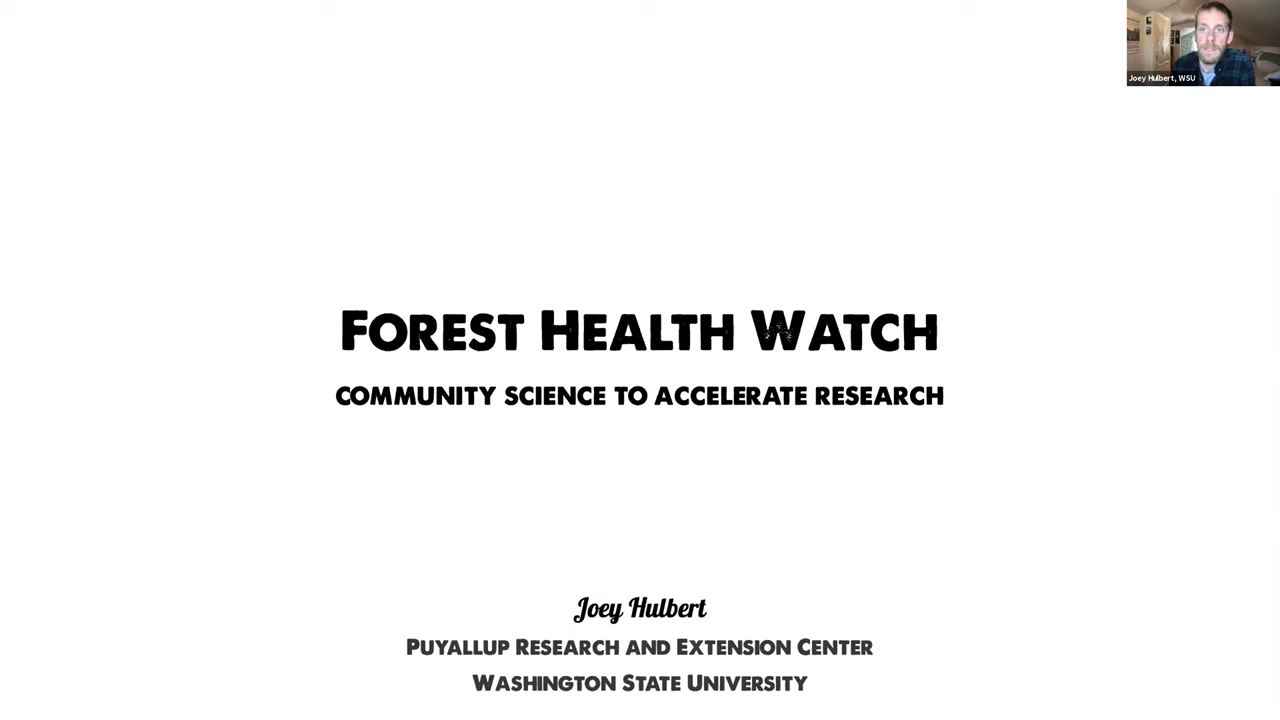 Joey Hulbert, WSU
Forest Health Watch
community science to accelerate research
Joey Hulbert
Puyallup Research and Extension Center
Washington State University